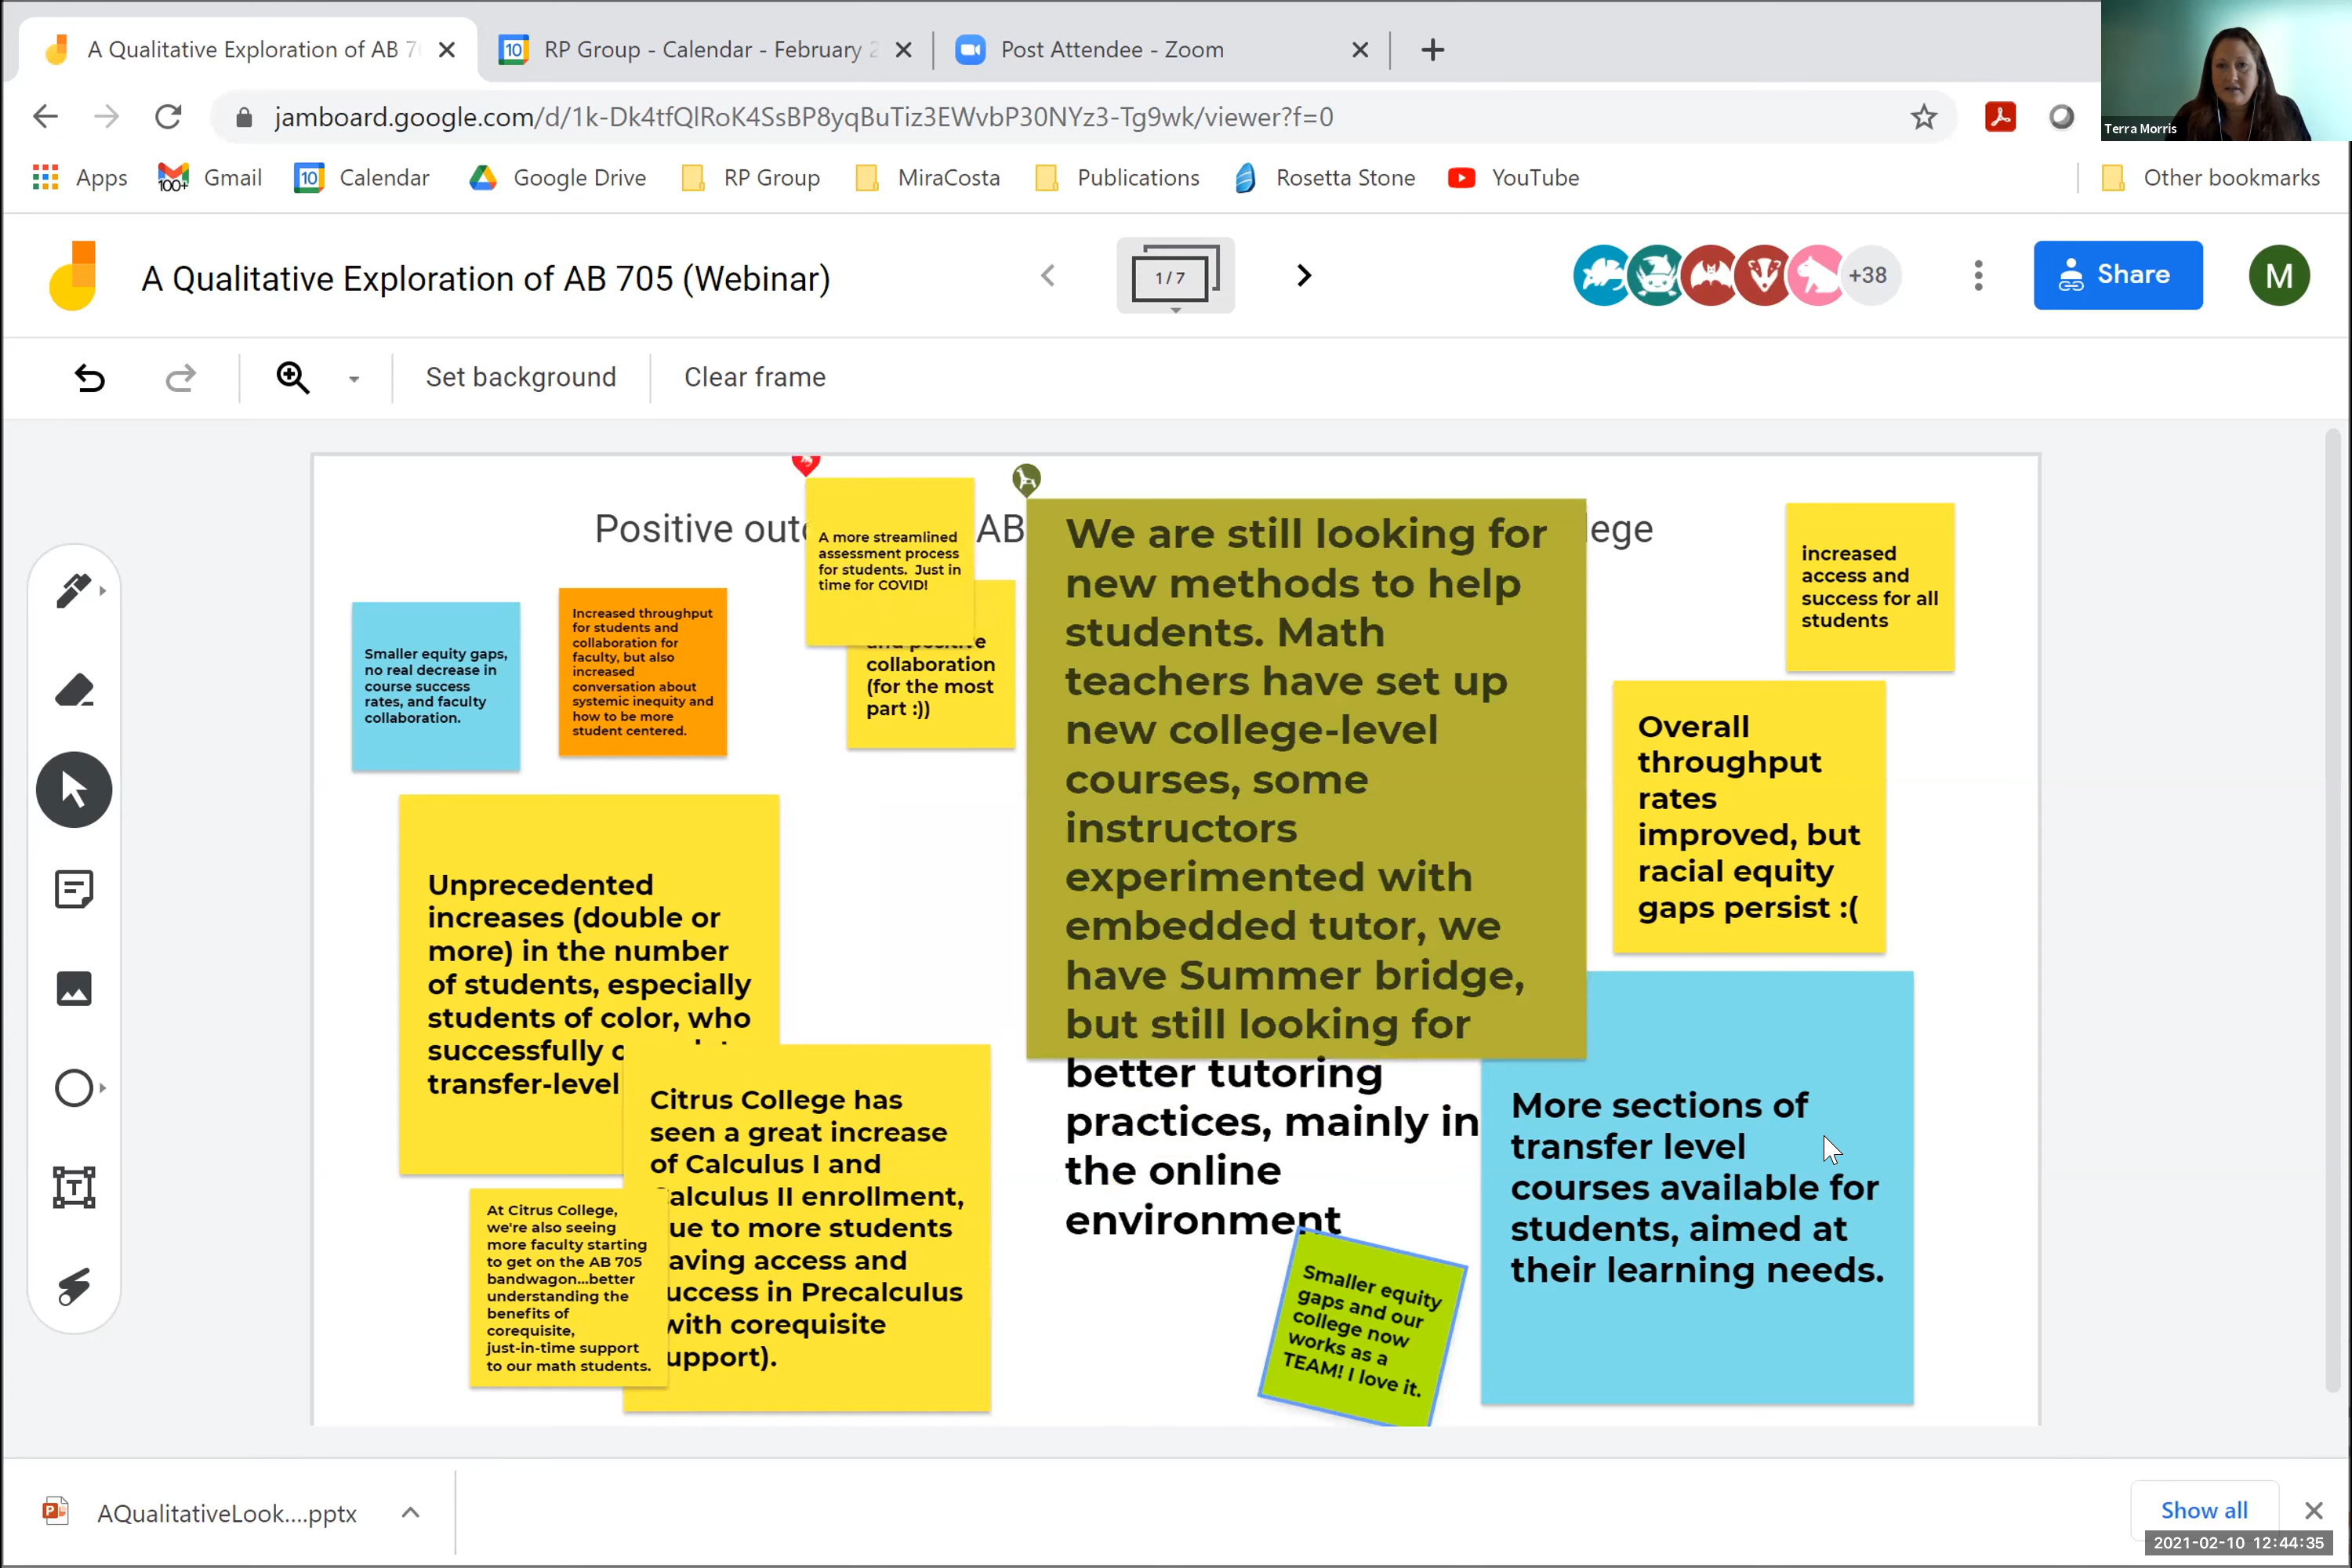 A Qualitative Exploration of AB 7
RP Group - Calendar - February 2
Post Attendee - Zoom
jamboard.google.com/d/1k-Dk4tfQlRoK4SsBP8yqBuTiz3EWvbP30NYz3-Tg9wk/viewer?f=0
Terra Morris
Apps
100+
Gmail
10
Calendar
Google Drive
RP Group
MiraCosta
Publications
Rosetta Stone
YouTube
Other bookmarks
A Qualitative Exploration of AB 705 (Webinar)
1 / 7
+38
Share
M
Set background
Clear frame
Positive
AB
A more streamlined
assessment process
for students. Just in
time for COVID!
collaboration
(for the most
part :))
Smaller equity gaps,
no real decrease in
course success
rates, and faculty
collaboration.
Increased throughput
for students and
collaboration for
faculty, but also
increased
conversation about
systemic inequity and
how to be more
student centered.
We are still looking for
new methods to help
students. Math
teachers have set up
new college-level
courses, some
instructors
experimented with
embedded tutor, we
have Summer bridge,
but still looking for
better tutoring
practices, mainly in
the online
environment
increased
access and
success for all
students
Overall
throughput
rates
improved, but
racial equity
gaps persist :(
Unprecedented
increases (double or
more) in the number
of students, especially
students of color, who
successfully
transfer-level
Citrus College has
seen a great increase
of Calculus I and
II enrollment,
to more students
access and
in Precalculus
with corequisite
At Citrus College,
we're also seeing
more faculty starting
to get on the AB 705
bandwagon...better
understanding the
benefits of
corequisite,
just-in-time support
to our math students.
Smaller equity
gaps and our
college now
works as a
TEAM! I love it.
More sections of
transfer level
courses available for
students, aimed at
their learning needs.
AQualitativeLook....pptx
Show all
2021-02-10 12:44:35